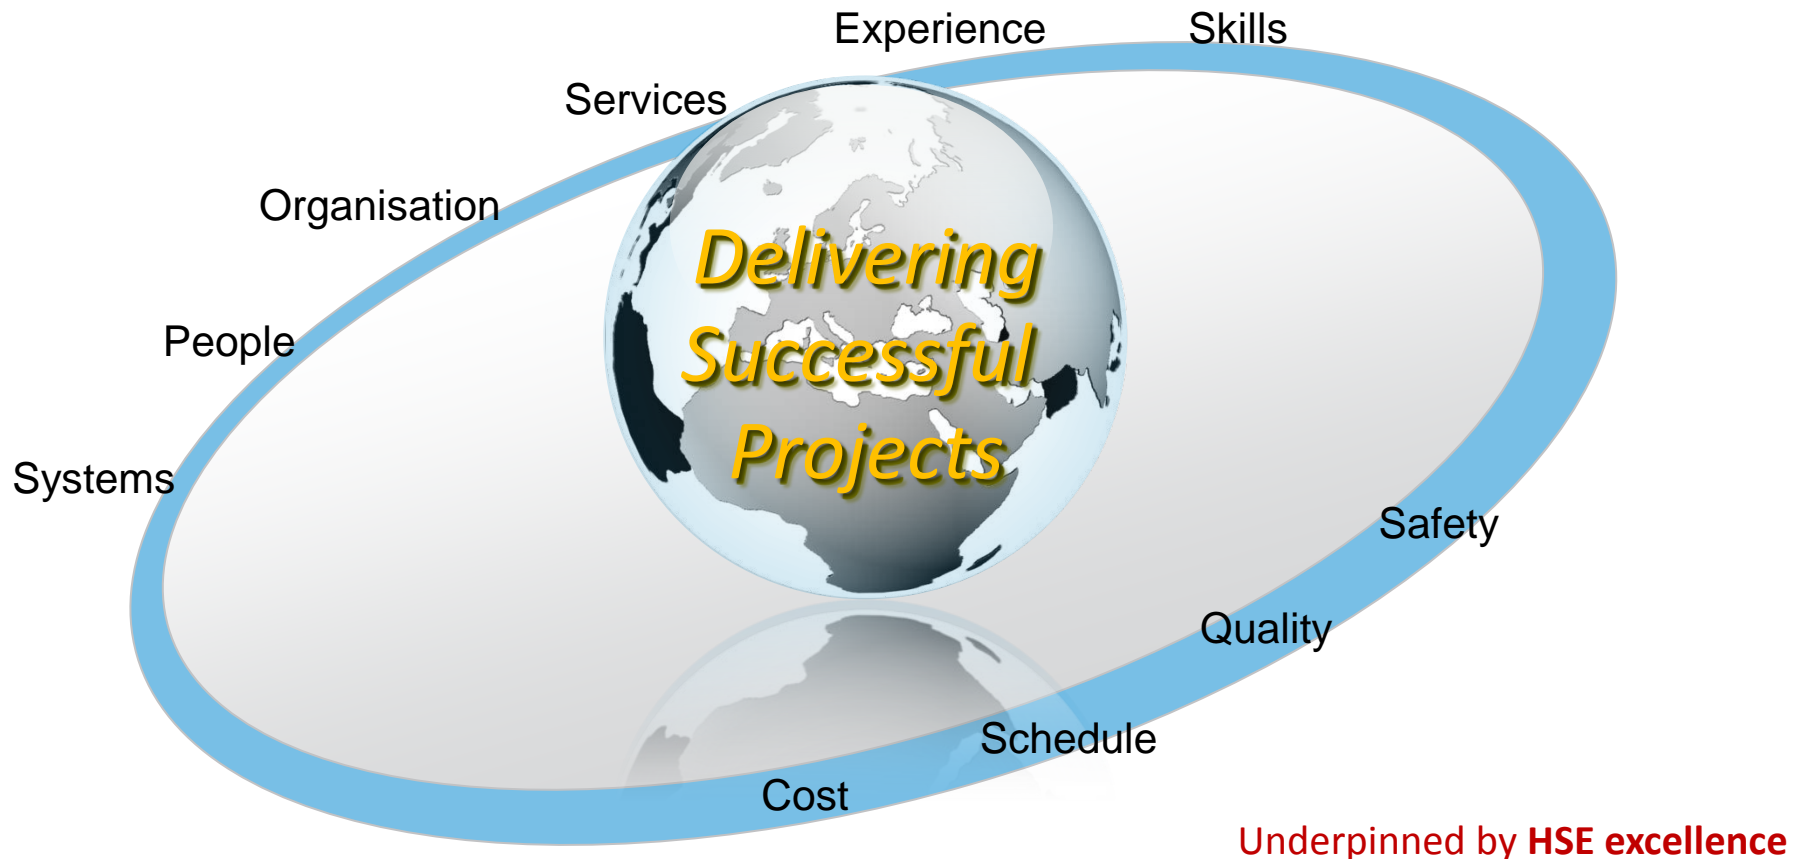 Experience Skills
Services
Organisation
Delivering
People
Successful
Projects
Systems
Safety
Quality
Schedule
Cost
Underpinned by HSE excellence